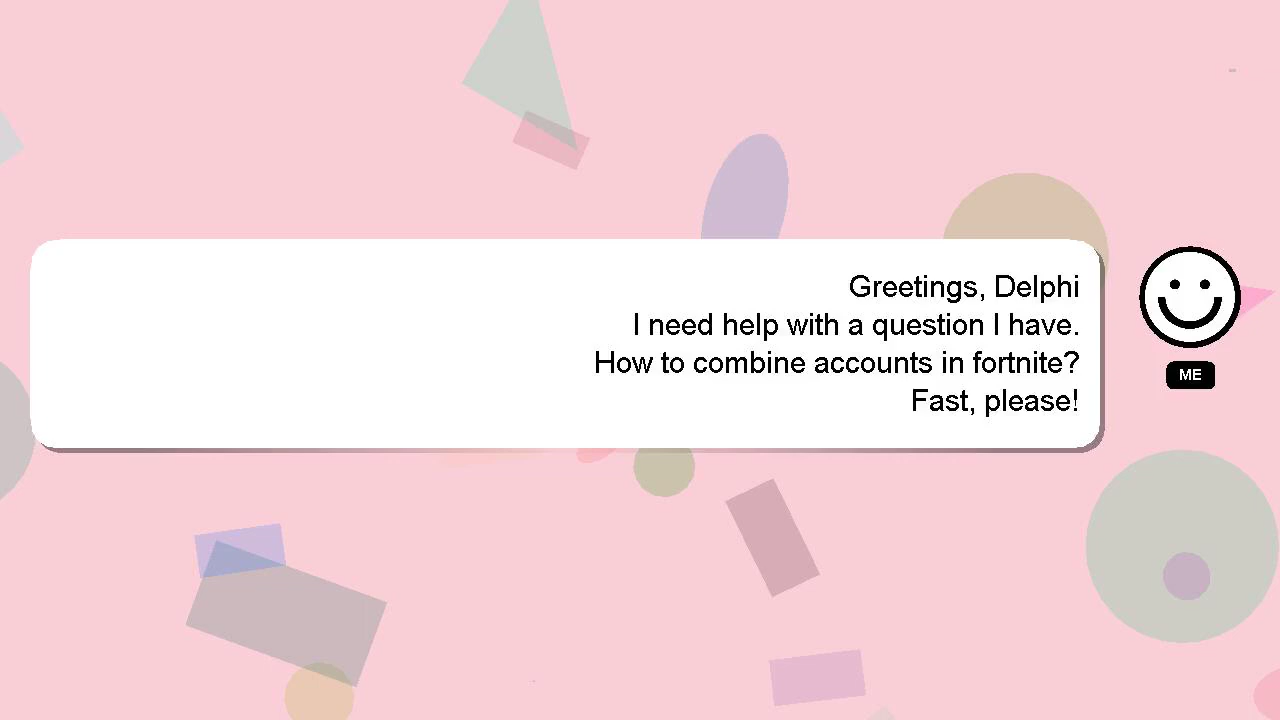 Greetings, Delphi
I need help with a question I have.
How to combine accounts in fortnite?
Fast, please!
ME